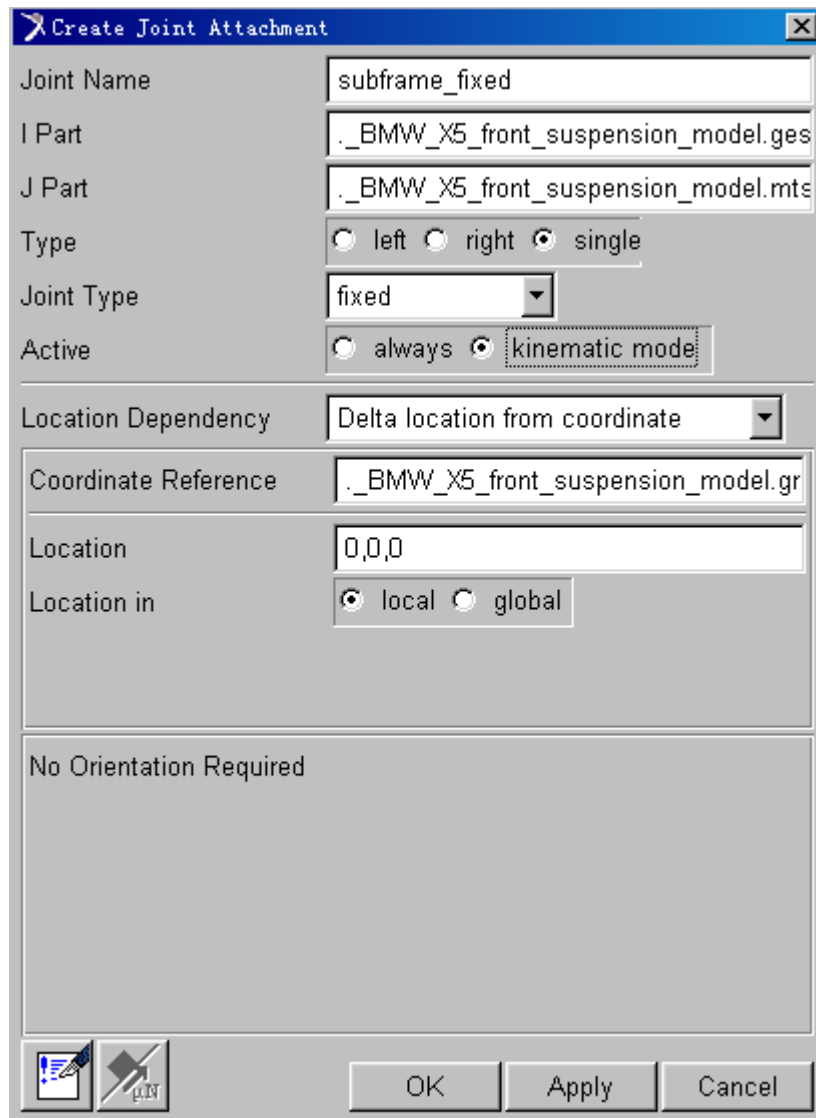 Create Joint Attachment
Joint Name subframe_fixed
I Part ._BMW_X5_front_suspension_model.ges
J Part ._BMW_X5_front_suspension_model.mts
Type left right single
Joint Type fixed
Active always kinematic mode
Location Dependency Delta location from coordinate
Coordinate Reference ._BMW_X5_front_suspension_model.gr
Location 0,0,0
Location in local global
No Orientation Required
μ.N
OK Apply Cancel